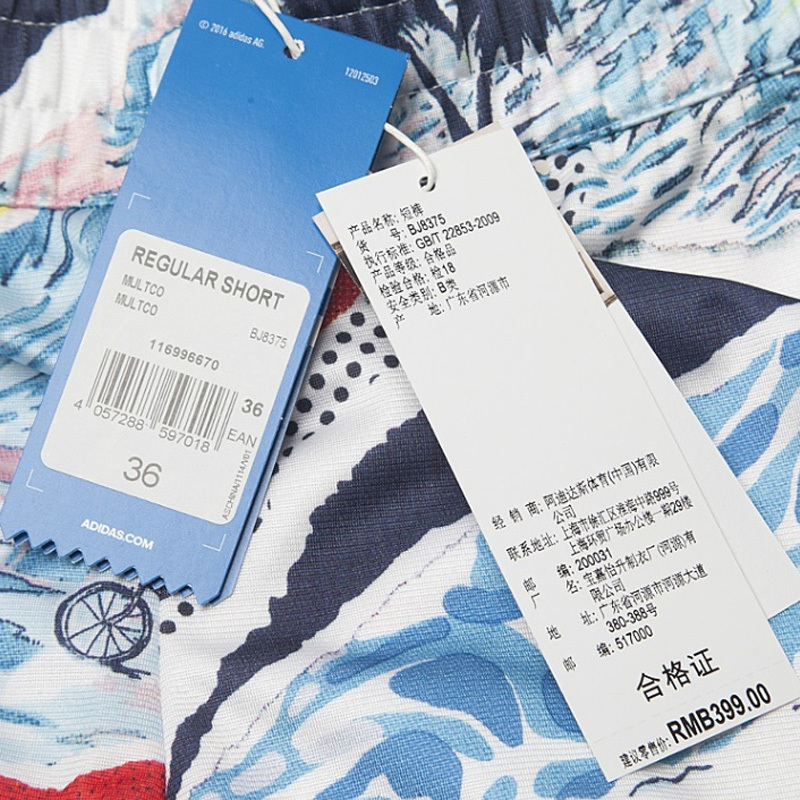 © 2016 adidas AG.
12012503
REGULAR SHORT
MULTCO
MULTCO
BJ8375
116996670
36
4 057288 597018
EAN
36
ASCHINA/1114/V01
ADIDAS.COM
产品名称: 短裤
货 号: BJ8375
执行标准: GB/T 22853-2009
产品等级: 合格品
检验合格: 检18
安全类别: B类
产 地: 广东省河源市
经 销 商: 阿迪达斯体育(中国)有限
公司
联系地址: 上海市徐汇区淮海中路999号
上海环贸广场办公楼一期29楼
邮 编: 200031
厂 名: 宝嘉怡升制衣厂(河源)有
限公司
地 址: 广东省河源市河源大道
380-388号
邮 编: 517000
合格证
建议零售价: RMB399.00